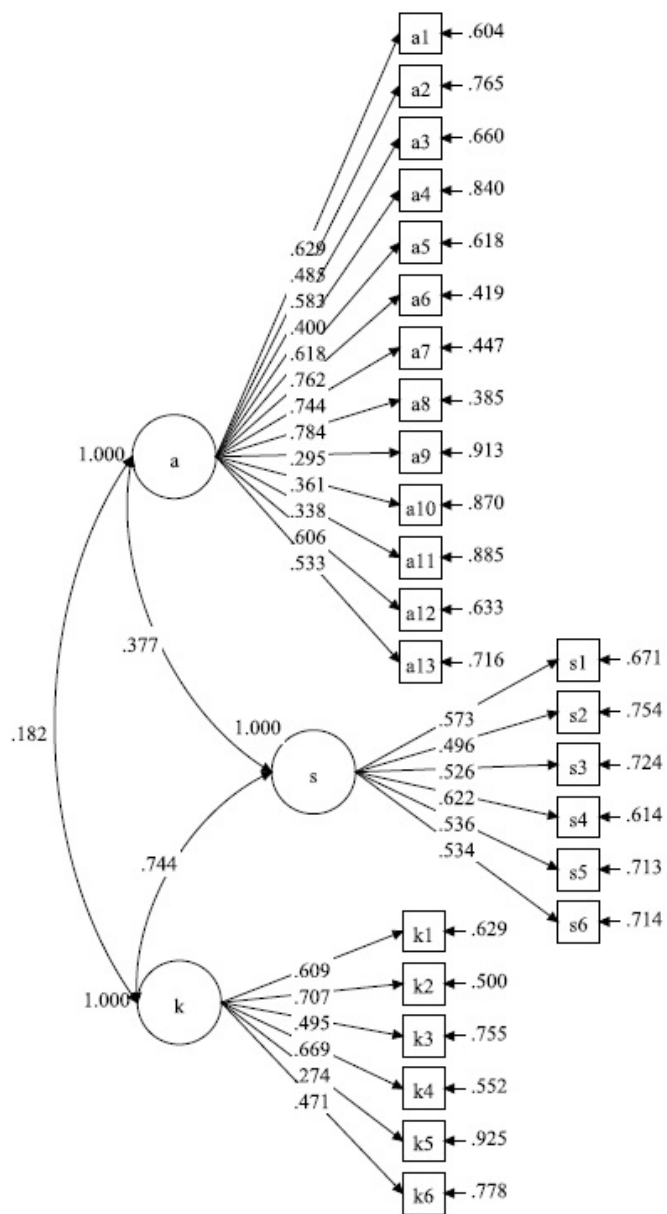 a1 .604
a2 .765
a3 .660
a4 .840
a5 .618
a6 .419
a7 .447
a8 .385
a9 .913
a10 .870
a11 .885
a12 .633
a13 .716
.629
.485
.583
.400
.618
.762
.744
.784
.295
.361
.338
.606
.533
1.000 a
.377
.182
.744
1.000 s
.573
.496
.526
.622
.536
.534
s1 .671
s2 .754
s3 .724
s4 .614
s5 .713
s6 .714
1.000 k
.609
.707
.495
.669
.274
.471
k1 .629
k2 .500
k3 .755
k4 .552
k5 .925
k6 .778